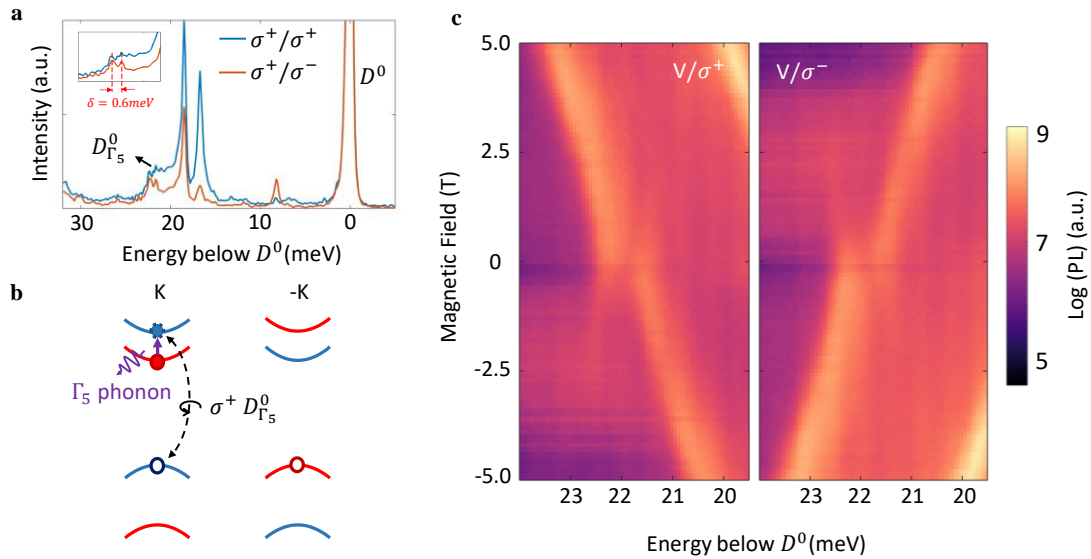 a
Intensity (a.u.)
δ = 0.6meV
σ⁺/σ⁺
σ⁺/σ⁻
D⁰
D⁰_Γ₅
30 20 10 0
Energy below D⁰(meV)
b
K -K
Γ₅ phonon
σ⁺ D⁰_Γ₅
c
Magnetic Field (T)
5.0
2.5
0
-2.5
-5.0
V/σ⁺
V/σ⁻
23 22 21 20
23 22 21 20
Energy below D⁰(meV)
9
7
5
Log (PL) (a.u.)